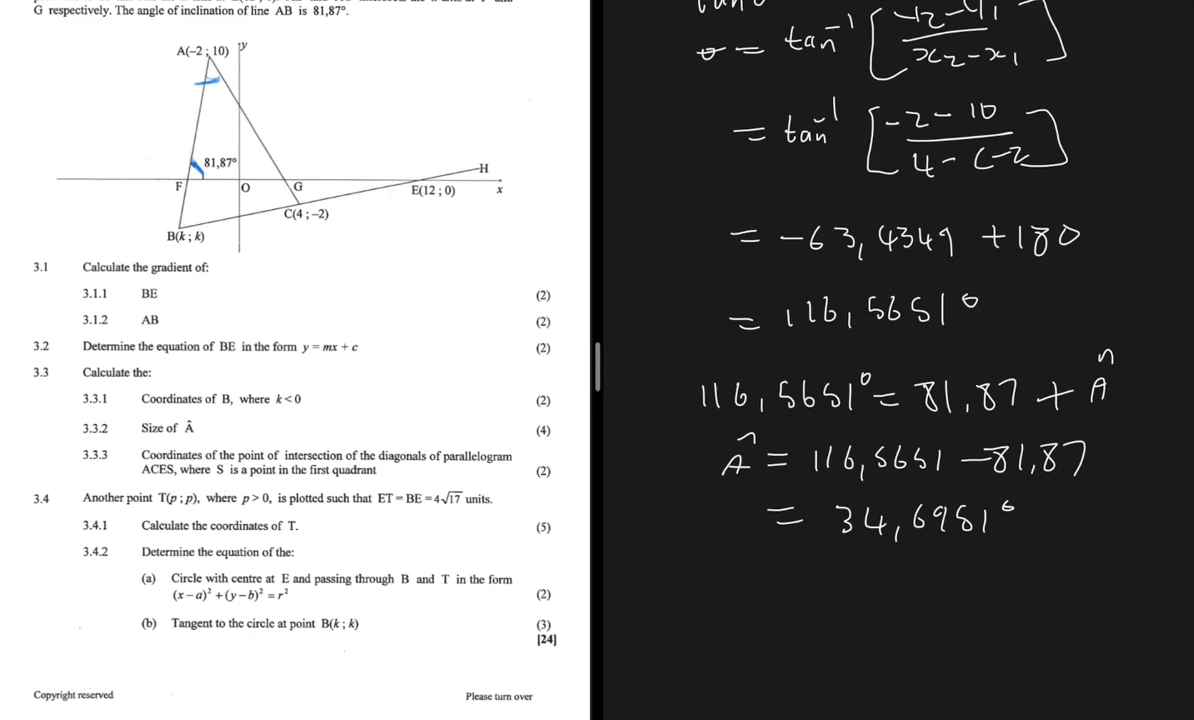 G respectively. The angle of inclination of line AB is 81,87°.
A(−2 ; 10)
y
81,87°
F
O
G
H
E(12 ; 0)
x
C(4 ; −2)
B(k ; k)
3.1 Calculate the gradient of:
3.1.1 BE (2)
3.1.2 AB (2)
3.2 Determine the equation of BE in the form y = mx + c (2)
3.3 Calculate the:
3.3.1 Coordinates of B, where k < 0 (2)
3.3.2 Size of Â (4)
3.3.3 Coordinates of the point of intersection of the diagonals of parallelogram
ACES, where S is a point in the first quadrant (2)
3.4 Another point T(p ; p), where p > 0, is plotted such that ET = BE = 4√17 units.
3.4.1 Calculate the coordinates of T. (5)
3.4.2 Determine the equation of the:
(a) Circle with centre at E and passing through B and T in the form
(x − a)² + (y − b)² = r² (2)
(b) Tangent to the circle at point B(k ; k) (3)
[24]
Copyright reserved
Please turn over
θ = tan⁻¹ [ (y₂ − y₁) / (x₂ − x₁) ]
= tan⁻¹ [ (−2 − 10) / (4 − (−2) ]
= −63,4349 + 180
= 116,5651°
116,5651° = 81,87 + Â
Â = 116,5651 − 81,87
= 34,6981°